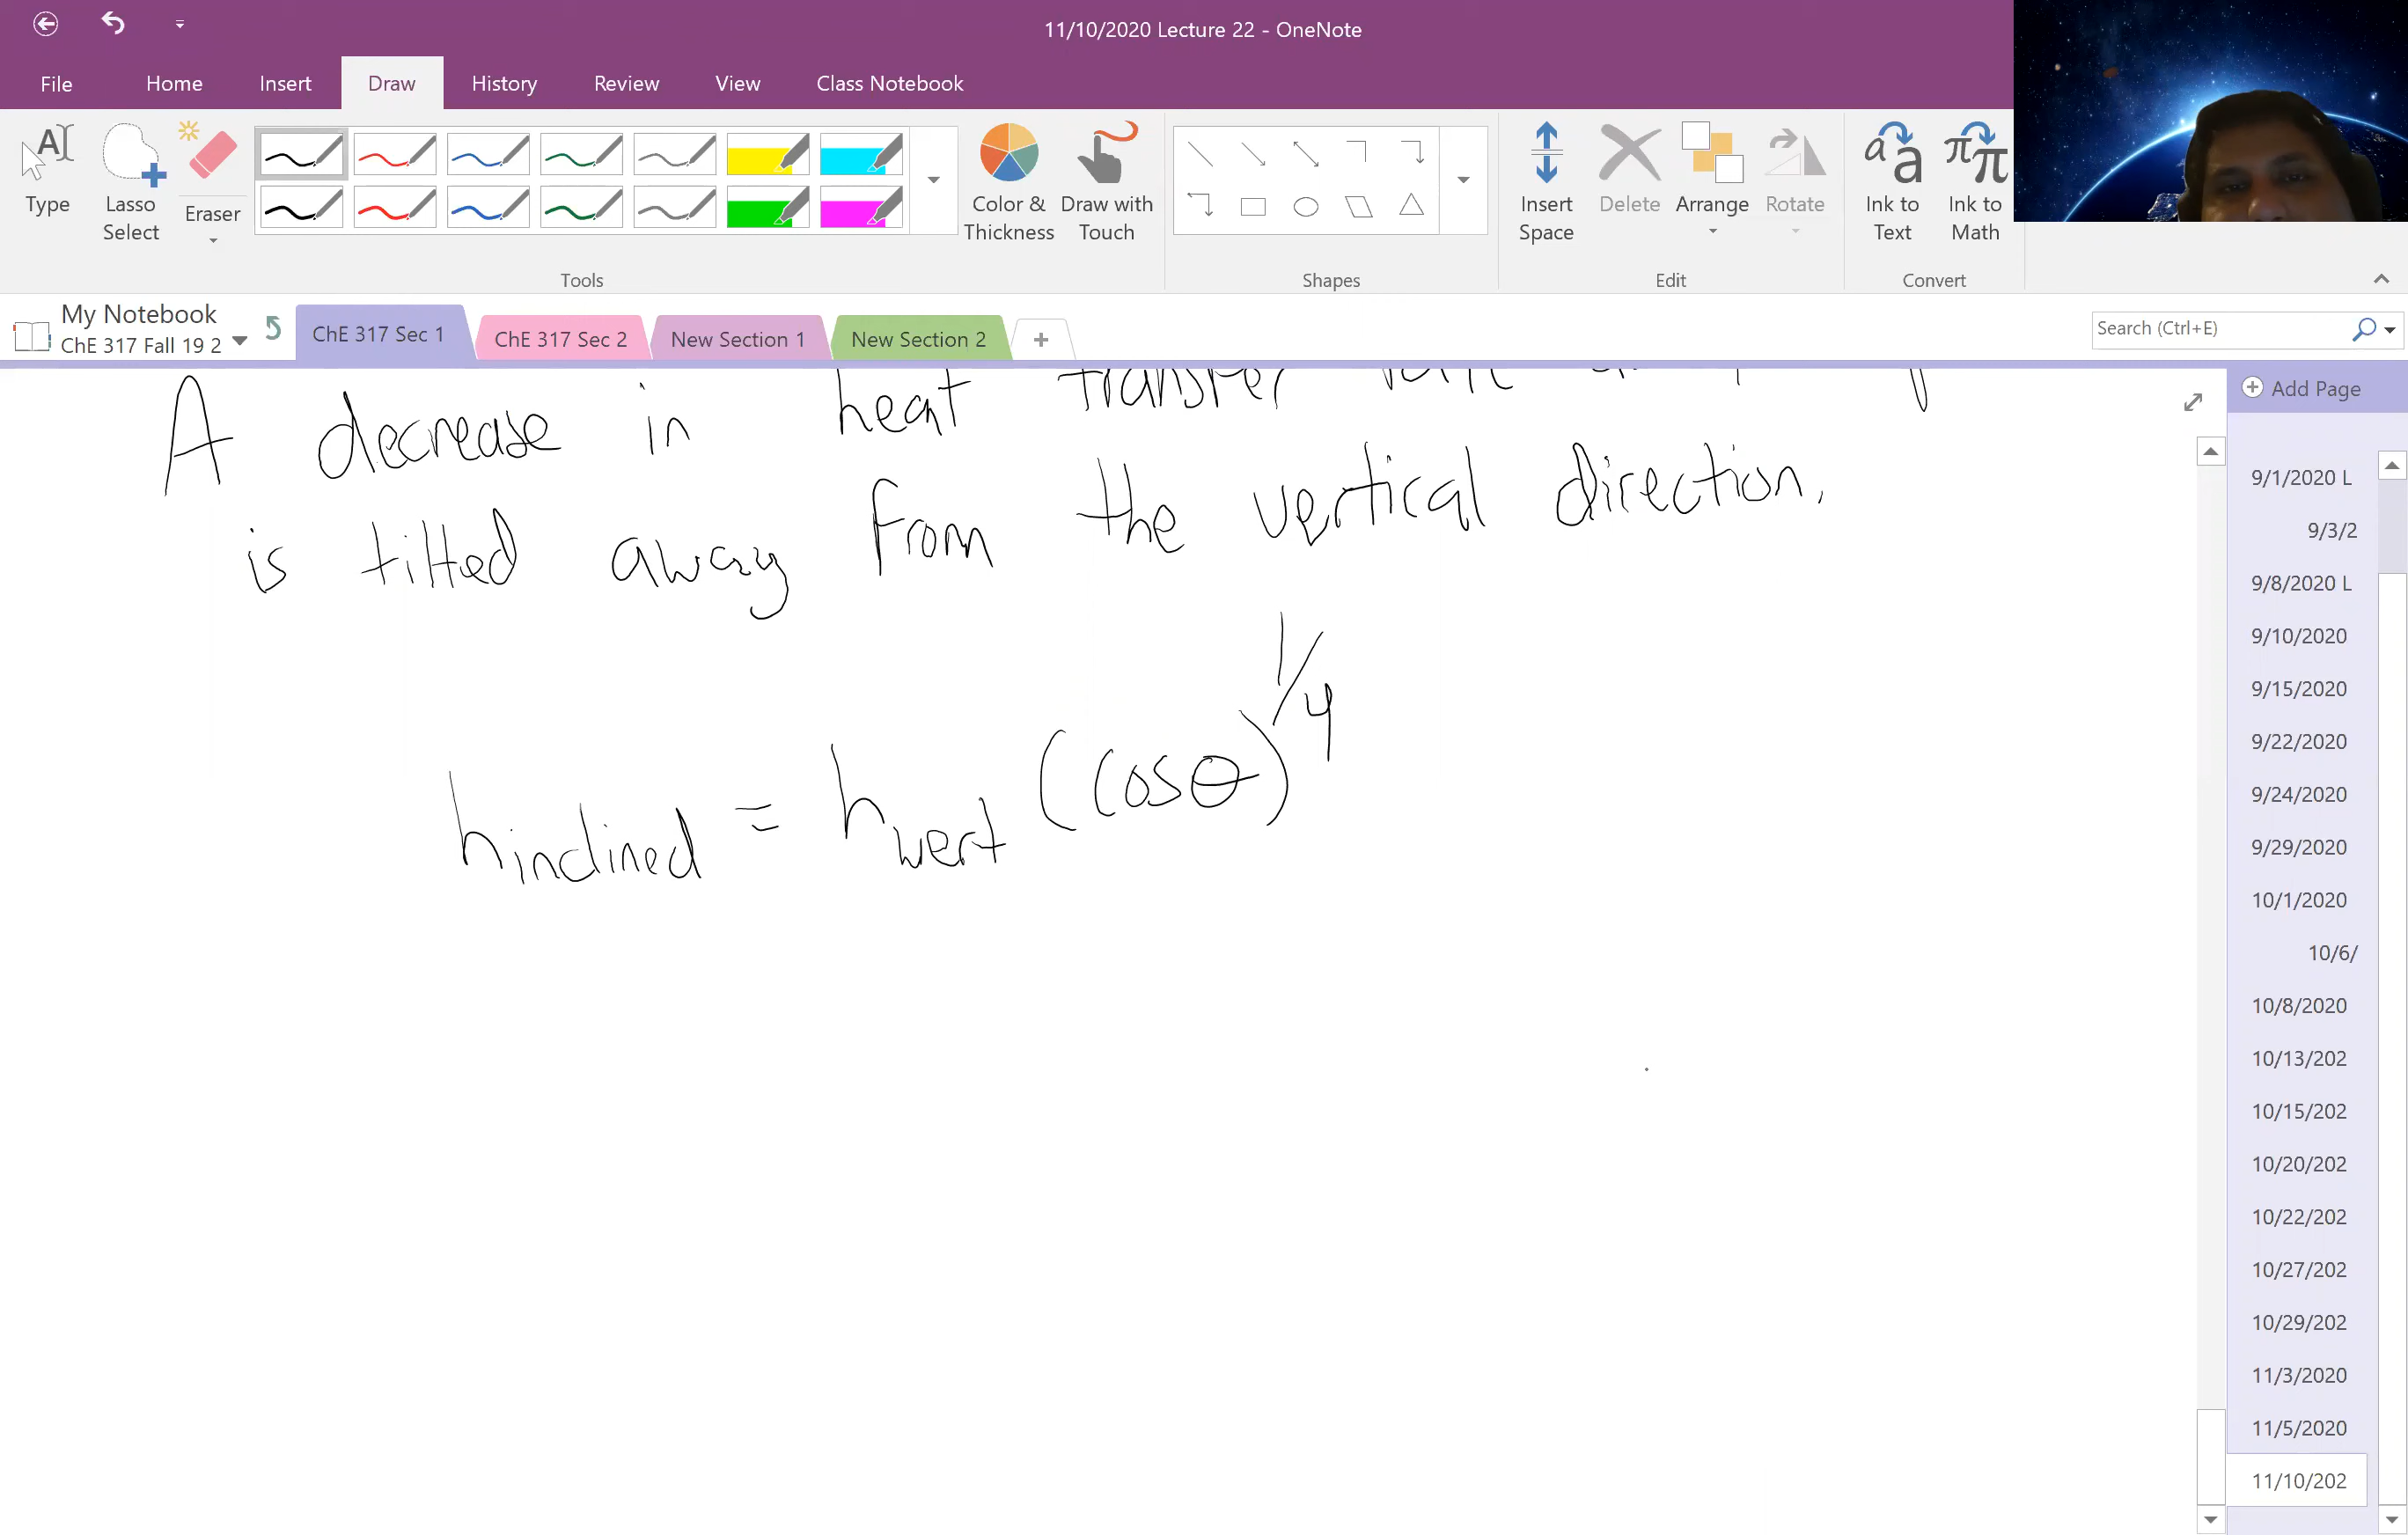 11/10/2020 Lecture 22 - OneNote
File Home Insert Draw History Review View Class Notebook
Type
Lasso Select
Eraser
Color & Thickness
Draw with Touch
Insert Space
Delete
Arrange
Rotate
Ink to Text
Ink to Math
Tools Shapes Edit Convert
My Notebook
ChE 317 Fall 19 2
ChE 317 Sec 1 ChE 317 Sec 2 New Section 1 New Section 2 +
Search (Ctrl+E)
Add Page
A decrease in heat transfer
is tilted away from the vertical direction.
h_inclined = h_vert (cosθ)^1/4
9/1/2020 L
9/3/2
9/8/2020 L
9/10/2020
9/15/2020
9/22/2020
9/24/2020
9/29/2020
10/1/2020
10/6/
10/8/2020
10/13/202
10/15/202
10/20/202
10/22/202
10/27/202
10/29/202
11/3/2020
11/5/2020
11/10/202